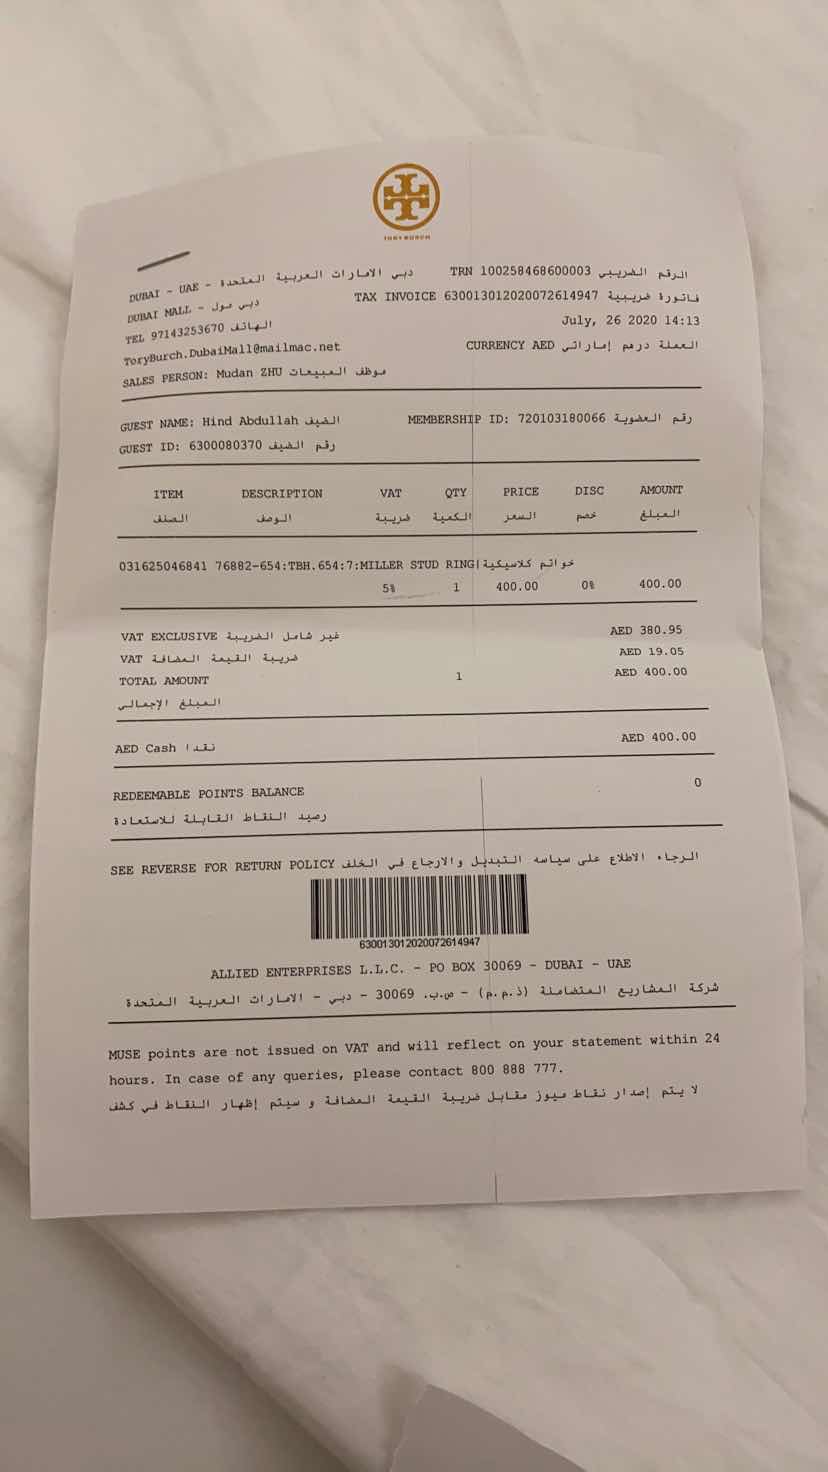 TORY BURCH
DUBAI - UAE - دبي الامارات العربية المتحدة
TRN 100258468600003 الرقم الضريبي
DUBAI MALL - دبي مول
TAX INVOICE 630013012020072614947 فاتورة ضريبية
TEL 97143253670 الهاتف
July, 26 2020 14:13
ToryBurch.DubaiMall@mailmac.net
CURRENCY AED العملة درهم إماراتي
SALES PERSON: Mudan ZHU موظف المبيعات
GUEST NAME: Hind Abdullah الضيف
MEMBERSHIP ID: 720103180066 رقم العضوية
GUEST ID: 6300080370 رقم الضيف
ITEM DESCRIPTION VAT QTY PRICE DISC AMOUNT
الصنف الوصف ضريبة الكمية السعر خصم المبلغ
031625046841 76882-654:TBH.654:7:MILLER STUD RING|خواتم كلاسيكية
5% 1 400.00 0% 400.00
VAT EXCLUSIVE غير شامل الضريبة AED 380.95
VAT ضريبة القيمة المضافة AED 19.05
TOTAL AMOUNT 1 AED 400.00
المبلغ الإجمالي
AED Cash نقدا AED 400.00
REDEEMABLE POINTS BALANCE 0
رصيد النقاط القابلة للاستعادة
SEE REVERSE FOR RETURN POLICY الرجاء الاطلاع على سياسه التبديل والارجاع في الخلف
630013012020072614947
ALLIED ENTERPRISES L.L.C. - PO BOX 30069 - DUBAI - UAE
شركة المشاريع المتضامنة (ذ.م.م) - ص.ب. 30069 - دبي - الامارات العربية المتحدة
MUSE points are not issued on VAT and will reflect on your statement within 24
hours. In case of any queries, please contact 800 888 777.
لا يتم إصدار نقاط ميوز مقابل ضريبة القيمة المضافة و سيتم إظهار النقاط في كشف